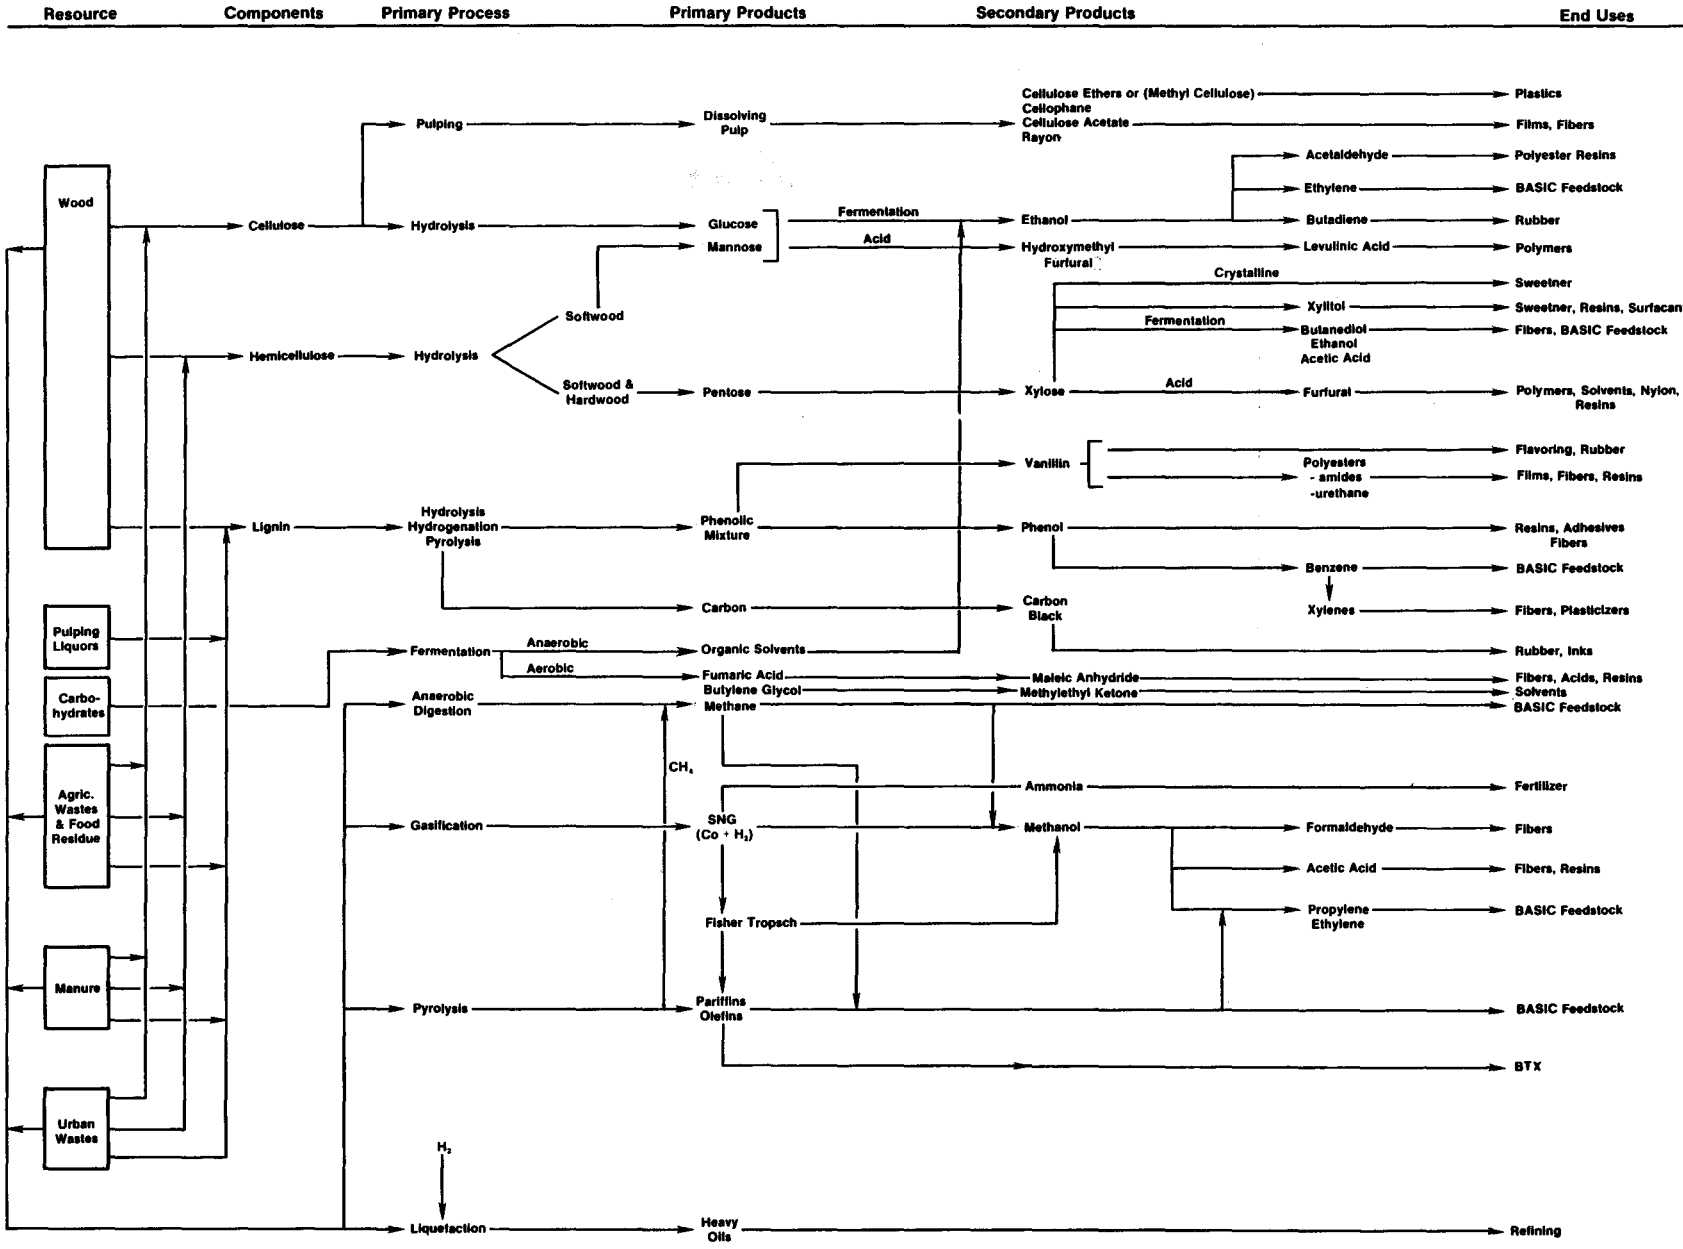 Resource Components Primary Process Primary Products Secondary Products End Uses
Cellulose Ethers or (Methyl Cellulose) Plastics
Cellophane
Pulping Dissolving Pulp Cellulose Acetate Films, Fibers
Rayon
Acetaldehyde Polyester Resins
Ethylene BASIC Feedstock
Wood
Cellulose Hydrolysis Glucose Fermentation Ethanol Butadiene Rubber
Mannose Acid Hydroxymethyl Levulinic Acid Polymers
Furfural
Crystalline Sweetner
Softwood Xylitol Sweetner, Resins, Surfacan
Fermentation Butanediol Fibers, BASIC Feedstock
Ethanol
Hemicellulose Hydrolysis Acetic Acid
Softwood &
Hardwood Pentose Xylose Acid Furfural Polymers, Solvents, Nylon,
Resins
Flavoring, Rubber
Vanillin Polyesters
- amides Films, Fibers, Resins
-urethane
Hydrolysis
Lignin Hydrogenation Phenolic Phenol Resins, Adhesives
Pyrolysis Mixture Fibers
Benzene BASIC Feedstock
Carbon Carbon
Black Xylenes Fibers, Plasticizers
Pulping
Liquors
Fermentation Anaerobic Organic Solvents Rubber, Inks
Aerobic Fumaric Acid Maleic Anhydride Fibers, Acids, Resins
Butylene Glycol Methylethyl Ketone Solvents
Carbo-
hydrates
Anaerobic
Digestion Methane BASIC Feedstock
CH₄
Ammonia Fertilizer
Agric.
Wastes
& Food
Residue
Gasification SNG Methanol Formaldehyde Fibers
(Co + H₂)
Acetic Acid Fibers, Resins
Fisher Tropsch Propylene BASIC Feedstock
Ethylene
Manure
Pyrolysis Pariffins BASIC Feedstock
Olefins
BTX
Urban
Wastes
H₂
Liquefaction Heavy Refining
Oils